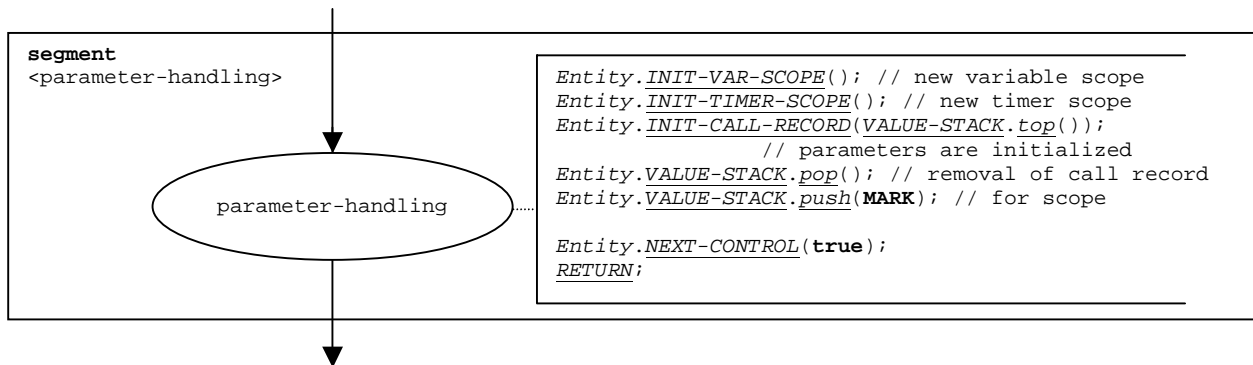 segment
<parameter-handling>
Entity.INIT-VAR-SCOPE(); // new variable scope
Entity.INIT-TIMER-SCOPE(); // new timer scope
Entity.INIT-CALL-RECORD(VALUE-STACK.top());
// parameters are initialized
Entity.VALUE-STACK.pop(); // removal of call record
Entity.VALUE-STACK.push(MARK); // for scope
parameter-handling
Entity.NEXT-CONTROL(true);
RETURN;